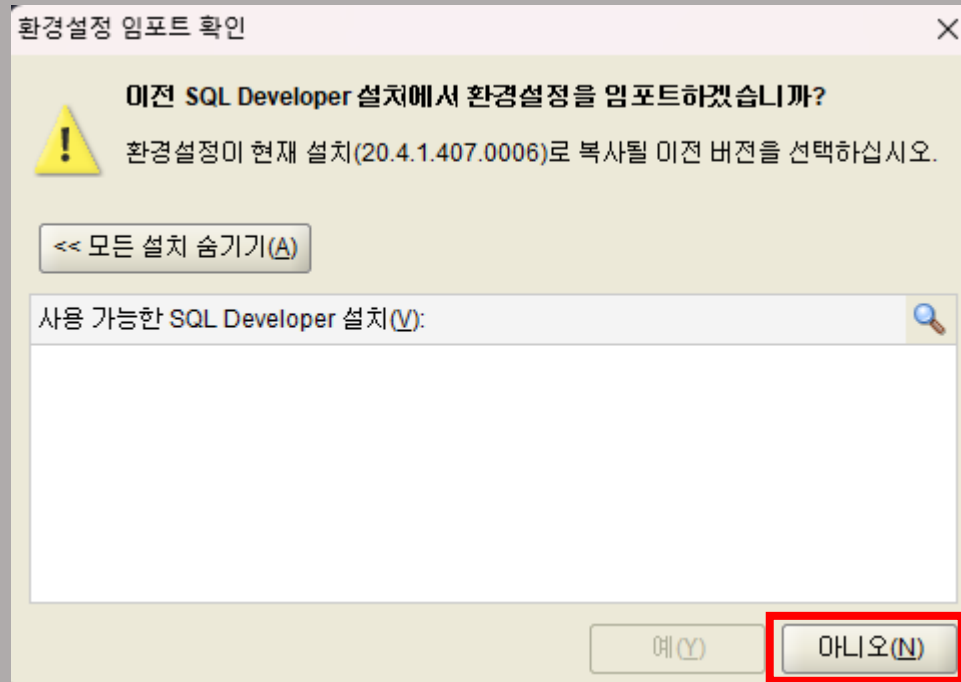 환경설정 임포트 확인
이전 SQL Developer 설치에서 환경설정을 임포트하겠습니까?
환경설정이 현재 설치(20.4.1.407.0006)로 복사될 이전 버전을 선택하십시오.
<< 모든 설치 숨기기(A)
사용 가능한 SQL Developer 설치(V):
예(Y)
아니오(N)